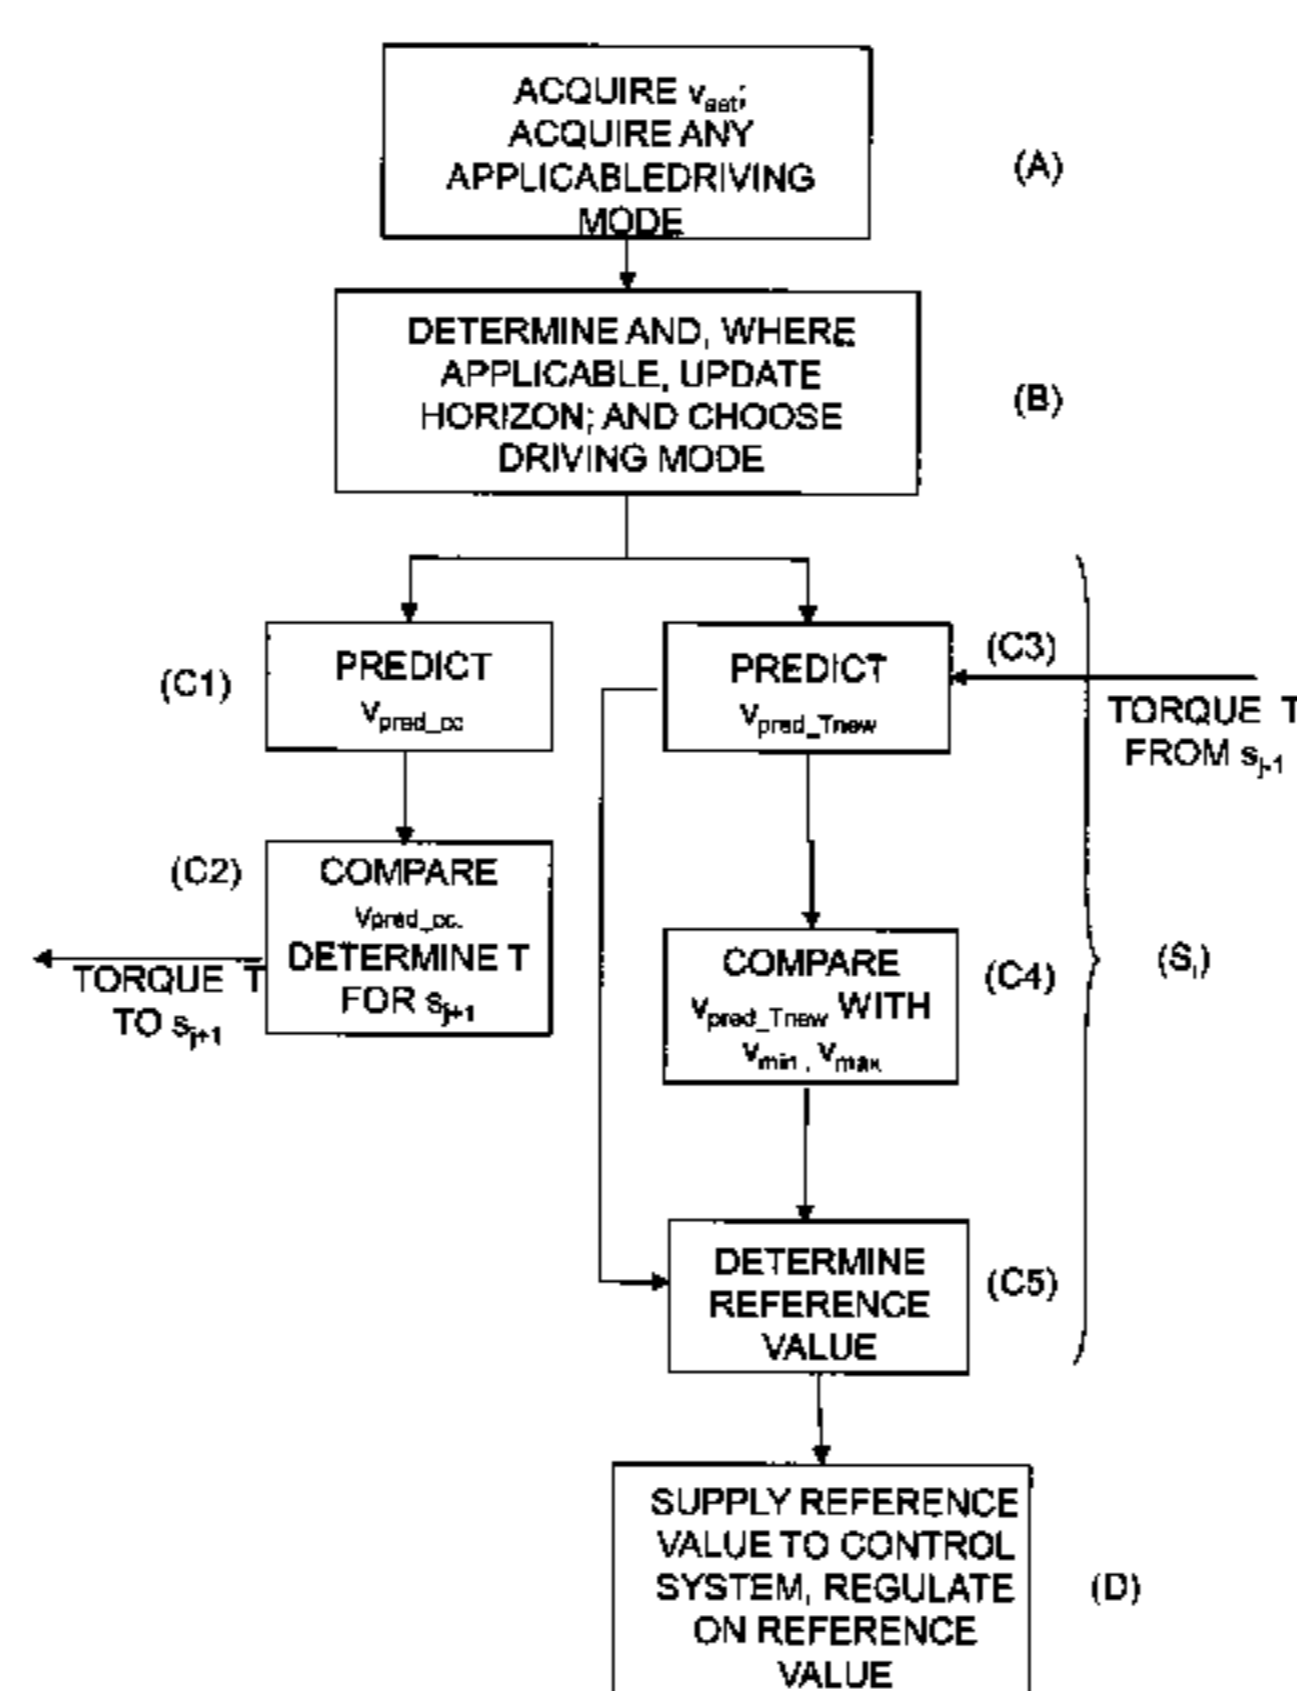 ACQUIRE v_set;
ACQUIRE ANY
APPLICABLEDRIVING
MODE
(A)
DETERMINE AND, WHERE
APPLICABLE, UPDATE
HORIZON; AND CHOOSE
DRIVING MODE
(B)
(C1)
PREDICT
v_pred_cc
PREDICT
v_pred_Tnew
(C3)
TORQUE T
FROM s_j-1
(C2)
COMPARE
v_pred_cc.
DETERMINE T
FOR s_j+1
TORQUE T
TO s_j+1
COMPARE
v_pred_Tnew WITH
v_min, v_max
(C4)
(S_j)
DETERMINE
REFERENCE
VALUE
(C5)
SUPPLY REFERENCE
VALUE TO CONTROL
SYSTEM, REGULATE
ON REFERENCE
VALUE
(D)